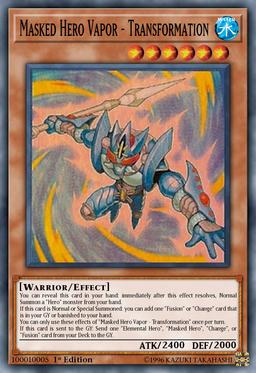 Masked Hero Vapor - Transformation
WATER
水
[Warrior/Effect]
You can reveal this card in your hand: immediately after this effect resolves, Normal
Summon a "Hero" monster from your hand.
If this card is Normal or Special Summoned: you can add one "Fusion" or "Change" card that
is in your GY or banished to your hand.
You can only use these effects of "Masked Hero Vapor - Transformation" once per turn.
If this card is sent to the GY: Send one "Elemental Hero", "Masked Hero", "Change", or
"Fusion" card from your Deck to the GY.
ATK/2400 DEF/2000
100010005 1st Edition ©1996 KAZUKI TAKAHASHI